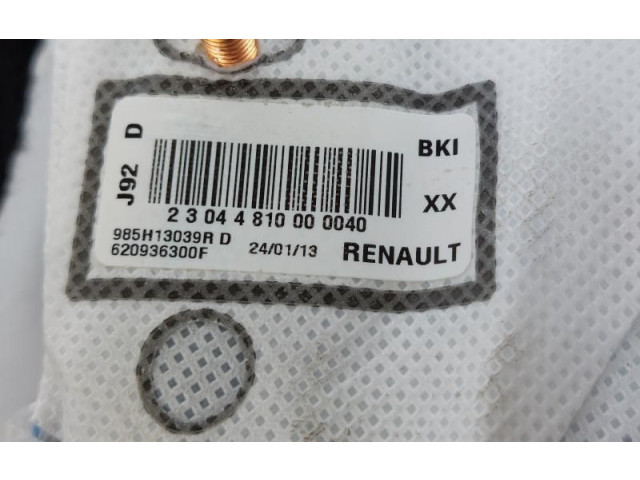 J92 D
BKI
XX
2 3 04 4 810 00 0040
985H13039R D
620936300F
24/01/13
RENAULT